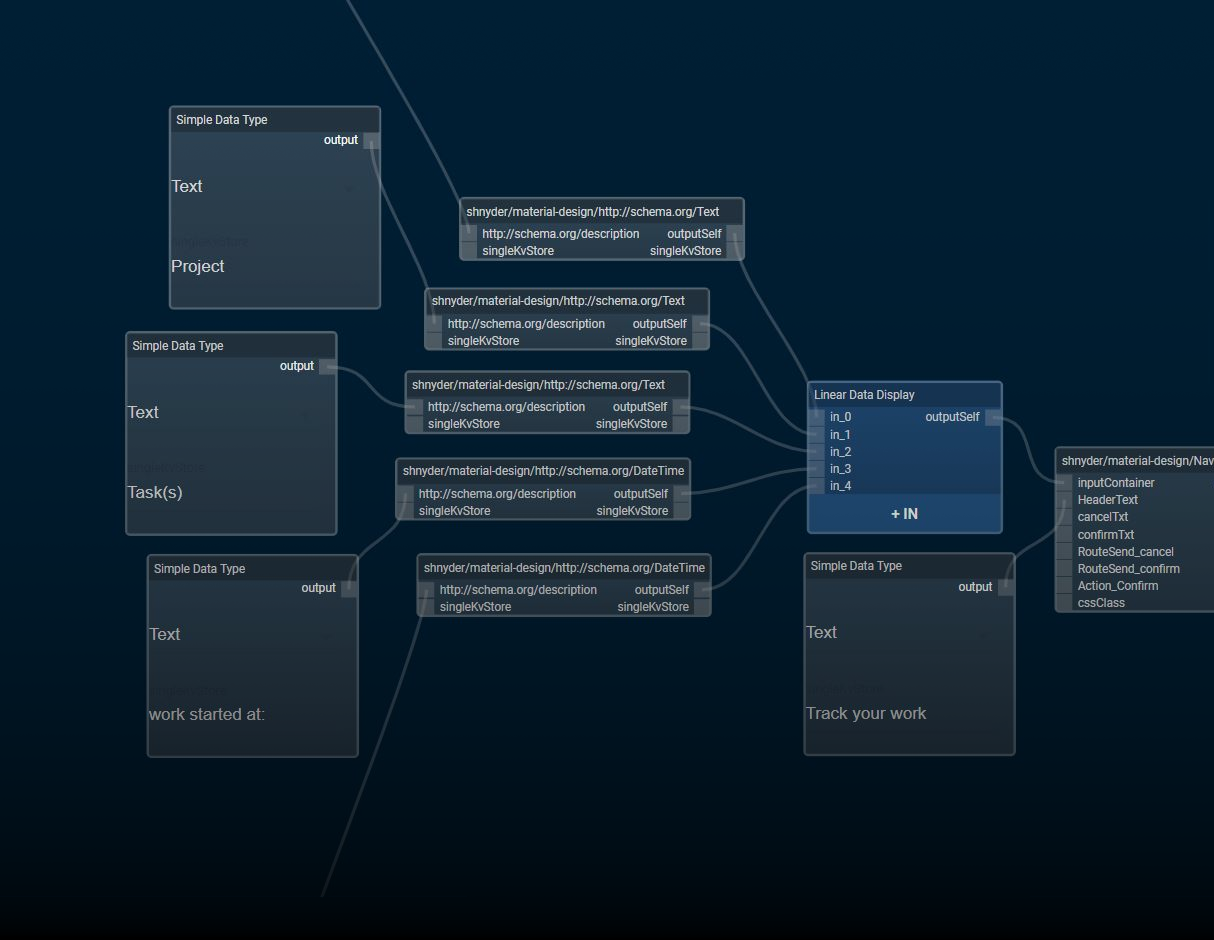 Simple Data Type
output
Text
singleKvStore
Project
shnyder/material-design/http://schema.org/Text
http://schema.org/description outputSelf
singleKvStore singleKvStore
shnyder/material-design/http://schema.org/Text
http://schema.org/description outputSelf
singleKvStore singleKvStore
Simple Data Type
output
Text
singleKvStore
Task(s)
shnyder/material-design/http://schema.org/Text
http://schema.org/description outputSelf
singleKvStore singleKvStore
shnyder/material-design/http://schema.org/DateTime
http://schema.org/description outputSelf
singleKvStore singleKvStore
Simple Data Type
output
Text
singleKvStore
work started at:
shnyder/material-design/http://schema.org/DateTime
http://schema.org/description outputSelf
singleKvStore singleKvStore
Linear Data Display
in_0 outputSelf
in_1
in_2
in_3
in_4
+ IN
Simple Data Type
output
Text
singleKvStore
Track your work
shnyder/material-design/Nav
inputContainer
HeaderText
cancelTxt
confirmTxt
RouteSend_cancel
RouteSend_confirm
Action_Confirm
cssClass